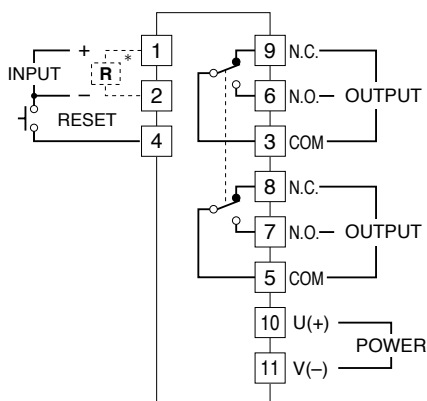 INPUT
+
R
*
–
RESET
1
2
4
9 N.C.
6 N.O. OUTPUT
3 COM
8 N.C.
7 N.O. OUTPUT
5 COM
10 U(+)
POWER
11 V(–)